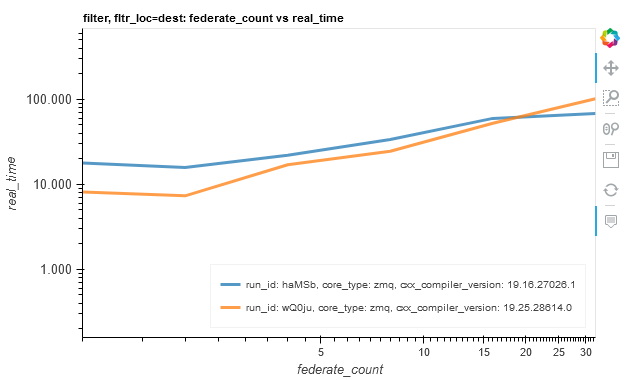 filter, fltr_loc=dest: federate_count vs real_time
100.000
10.000
1.000
real_time
run_id: haMSb, core_type: zmq, cxx_compiler_version: 19.16.27026.1
run_id: wQ0ju, core_type: zmq, cxx_compiler_version: 19.25.28614.0
5 10 15 20 25 30
federate_count